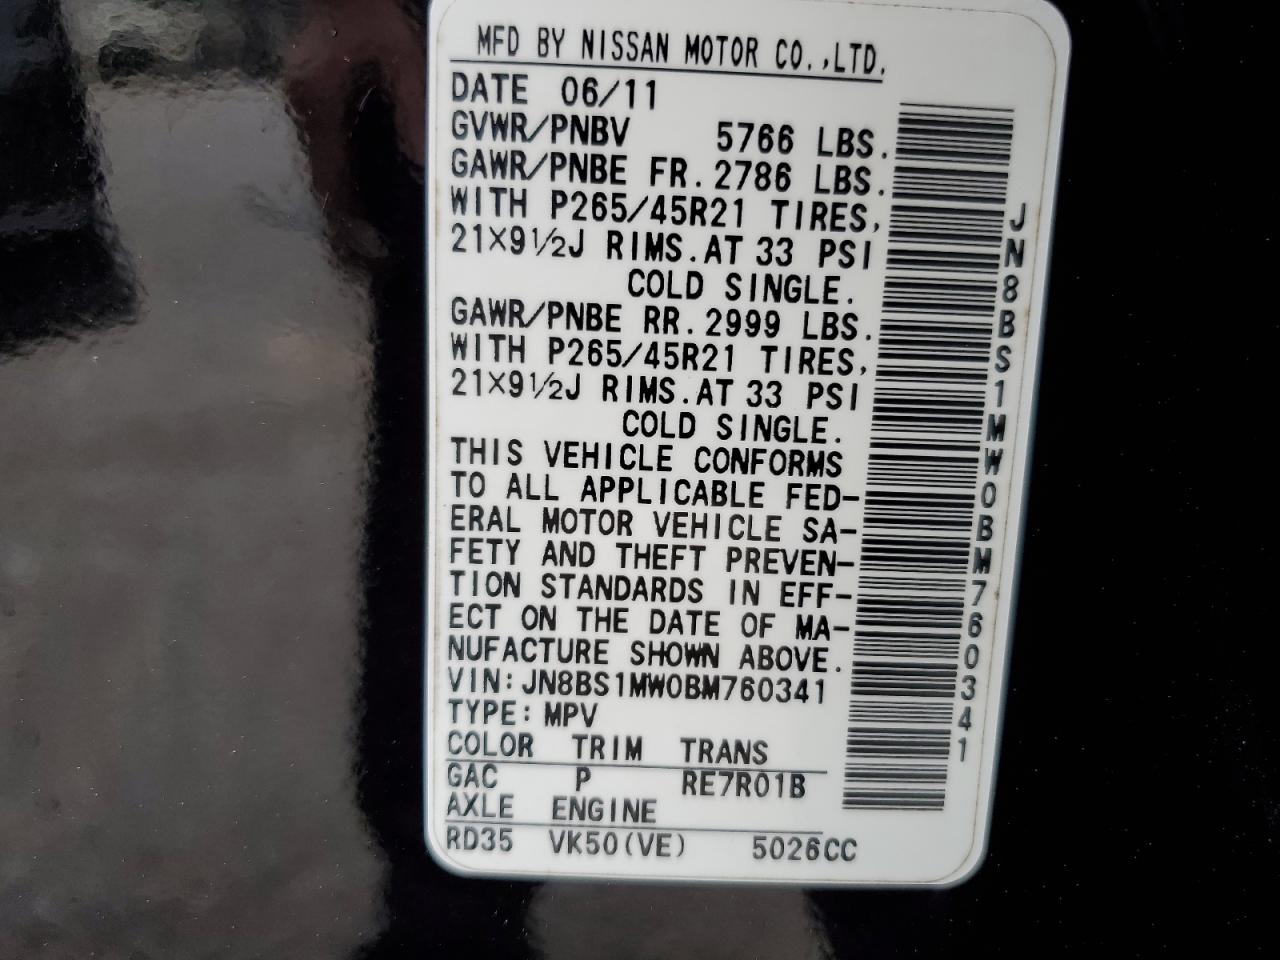 MFD BY NISSAN MOTOR CO.,LTD.
DATE 06/11
GVWR/PNBV 5766 LBS.
GAWR/PNBE FR. 2786 LBS.
WITH P265/45R21 TIRES,
21×9½J RIMS. AT 33 PSI
COLD SINGLE.
GAWR/PNBE RR. 2999 LBS.
WITH P265/45R21 TIRES,
21×9½J RIMS. AT 33 PSI
COLD SINGLE.
THIS VEHICLE CONFORMS
TO ALL APPLICABLE FED-
ERAL MOTOR VEHICLE SA-
FETY AND THEFT PREVEN-
TION STANDARDS IN EFF-
ECT ON THE DATE OF MA-
NUFACTURE SHOWN ABOVE.
VIN: JN8BS1MW0BM760341
TYPE: MPV
COLOR TRIM TRANS
GAC P RE7R01B
AXLE ENGINE
RD35 VK50(VE) 5026CC
JN8BS1MW0BM760341